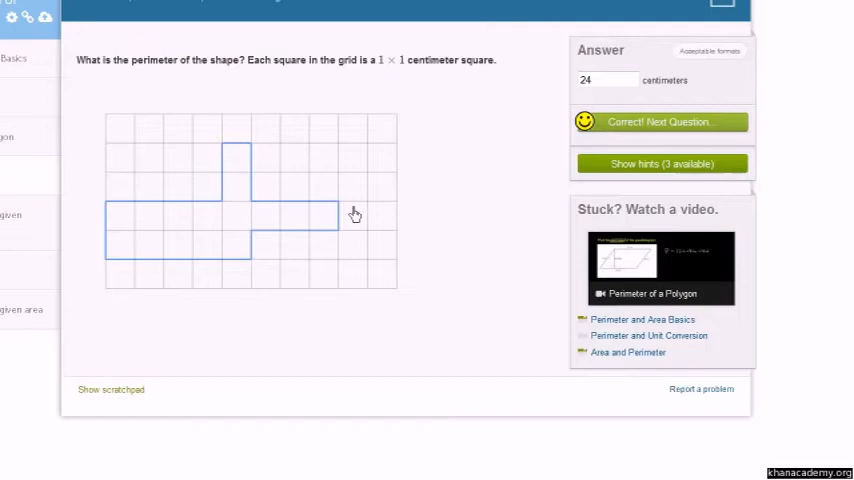 Basics
gon
given
given area
What is the perimeter of the shape? Each square in the grid is a 1 × 1 centimeter square.
Answer
Acceptable formats
24 centimeters
Correct! Next Question...
Show hints (3 available)
Stuck? Watch a video.
Perimeter of a Polygon
Perimeter and Area Basics
Perimeter and Unit Conversion
Area and Perimeter
Show scratchpad
Report a problem
khanacademy.org